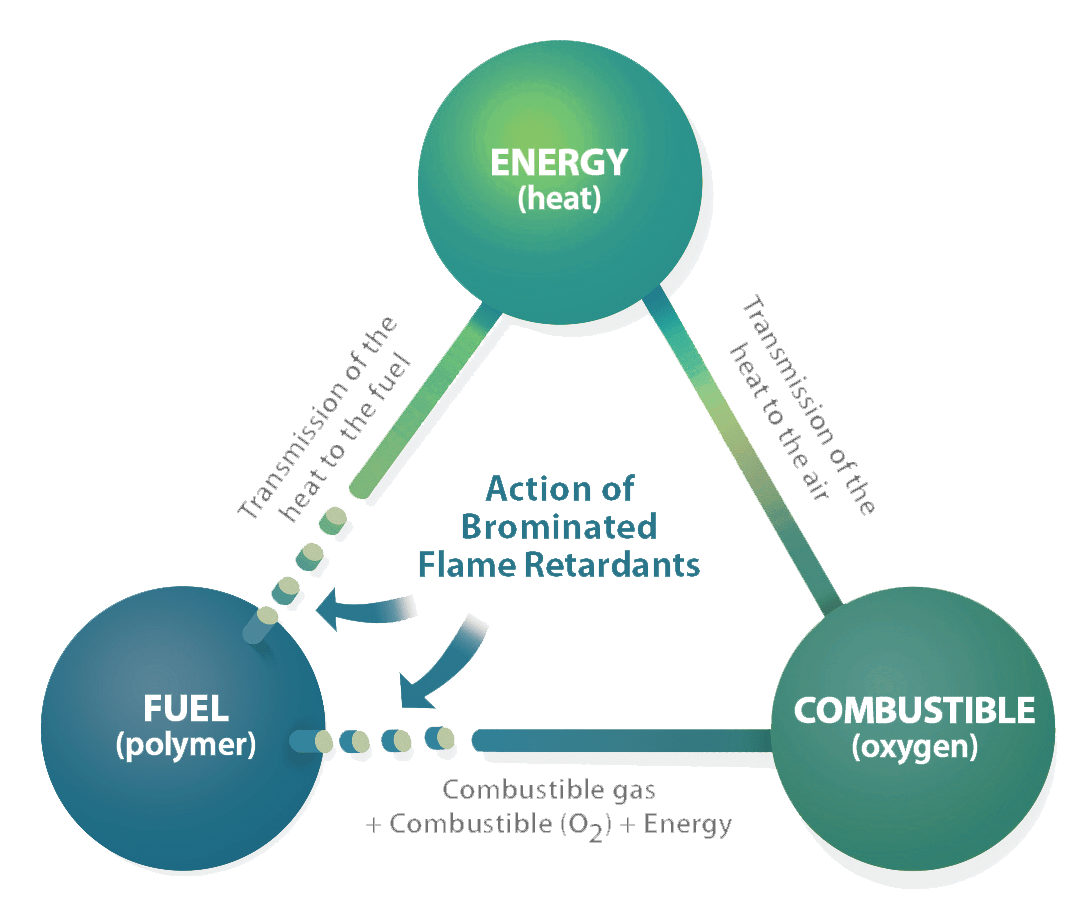 ENERGY
(heat)
Transmission of the
heat to the fuel
Transmission of the
heat to the air
Action of
Brominated
Flame Retardants
FUEL
(polymer)
COMBUSTIBLE
(oxygen)
Combustible gas
+ Combustible (O₂) + Energy